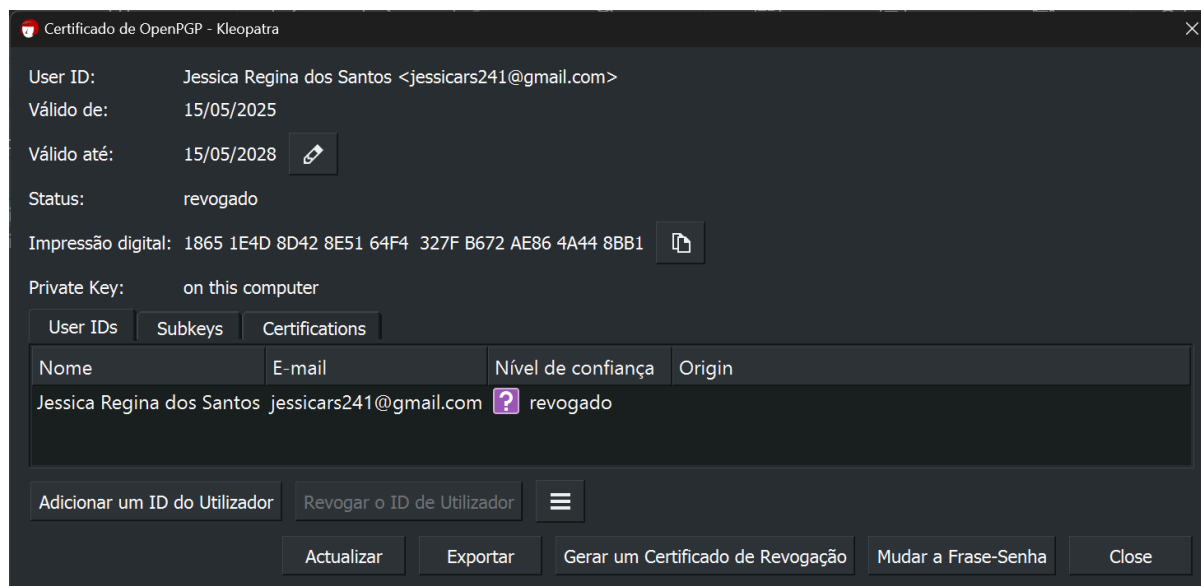 Certificado de OpenPGP - Kleopatra
User ID: Jessica Regina dos Santos <jessicars241@gmail.com>
Válido de: 15/05/2025
Válido até: 15/05/2028
Status: revogado
Impressão digital: 1865 1E4D 8D42 8E51 64F4 327F B672 AE86 4A44 8BB1
Private Key: on this computer
User IDs Subkeys Certifications
Nome E-mail Nível de confiança Origin
Jessica Regina dos Santos jessicars241@gmail.com ? revogado
Adicionar um ID do Utilizador Revogar o ID de Utilizador
Actualizar Exportar Gerar um Certificado de Revogação Mudar a Frase-Senha Close